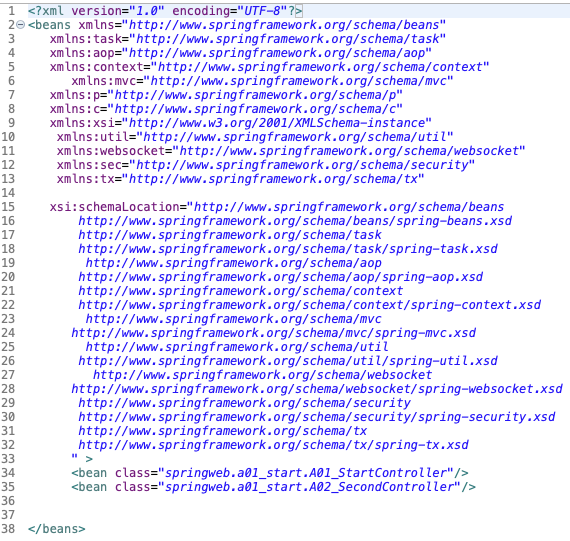 1 <?xml version="1.0" encoding="UTF-8"?>
2 <beans xmlns="http://www.springframework.org/schema/beans"
3 xmlns:task="http://www.springframework.org/schema/task"
4 xmlns:aop="http://www.springframework.org/schema/aop"
5 xmlns:context="http://www.springframework.org/schema/context"
6 xmlns:mvc="http://www.springframework.org/schema/mvc"
7 xmlns:p="http://www.springframework.org/schema/p"
8 xmlns:c="http://www.springframework.org/schema/c"
9 xmlns:xsi="http://www.w3.org/2001/XMLSchema-instance"
10 xmlns:util="http://www.springframework.org/schema/util"
11 xmlns:websocket="http://www.springframework.org/schema/websocket"
12 xmlns:sec="http://www.springframework.org/schema/security"
13 xmlns:tx="http://www.springframework.org/schema/tx"
14
15 xsi:schemaLocation="http://www.springframework.org/schema/beans
16 http://www.springframework.org/schema/beans/spring-beans.xsd
17 http://www.springframework.org/schema/task
18 http://www.springframework.org/schema/task/spring-task.xsd
19 http://www.springframework.org/schema/aop
20 http://www.springframework.org/schema/aop/spring-aop.xsd
21 http://www.springframework.org/schema/context
22 http://www.springframework.org/schema/context/spring-context.xsd
23 http://www.springframework.org/schema/mvc
24 http://www.springframework.org/schema/mvc/spring-mvc.xsd
25 http://www.springframework.org/schema/util
26 http://www.springframework.org/schema/util/spring-util.xsd
27 http://www.springframework.org/schema/websocket
28 http://www.springframework.org/schema/websocket/spring-websocket.xsd
29 http://www.springframework.org/schema/security
30 http://www.springframework.org/schema/security/spring-security.xsd
31 http://www.springframework.org/schema/tx
32 http://www.springframework.org/schema/tx/spring-tx.xsd
33 " >
34 <bean class="springweb.a01_start.A01_StartController"/>
35 <bean class="springweb.a01_start.A02_SecondController"/>
36
37
38 </beans>